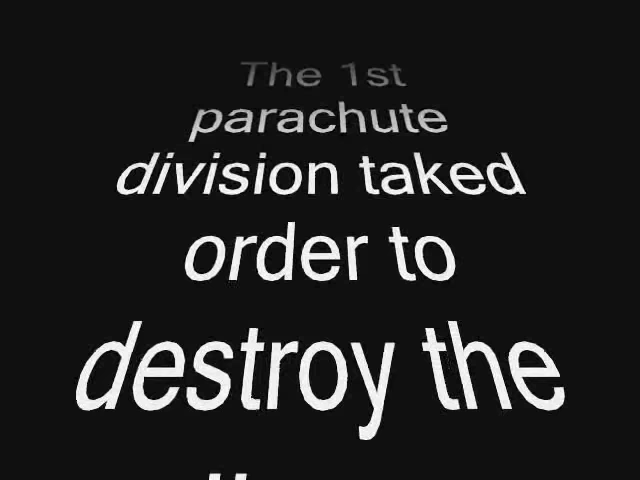 The 1st
parachute
division taked
order to
destroy the